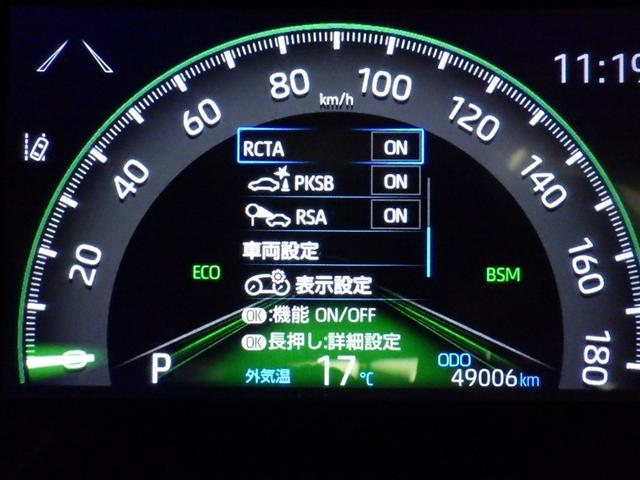 11:19
80
100
km/h
60
120
40
140
20
160
0
180
RCTA ON
PKSB ON
RSA ON
車両設定
ECO
BSM
表示設定
OK:機能 ON/OFF
OK長押し:詳細設定
P
外気温 17℃
ODO
49006km